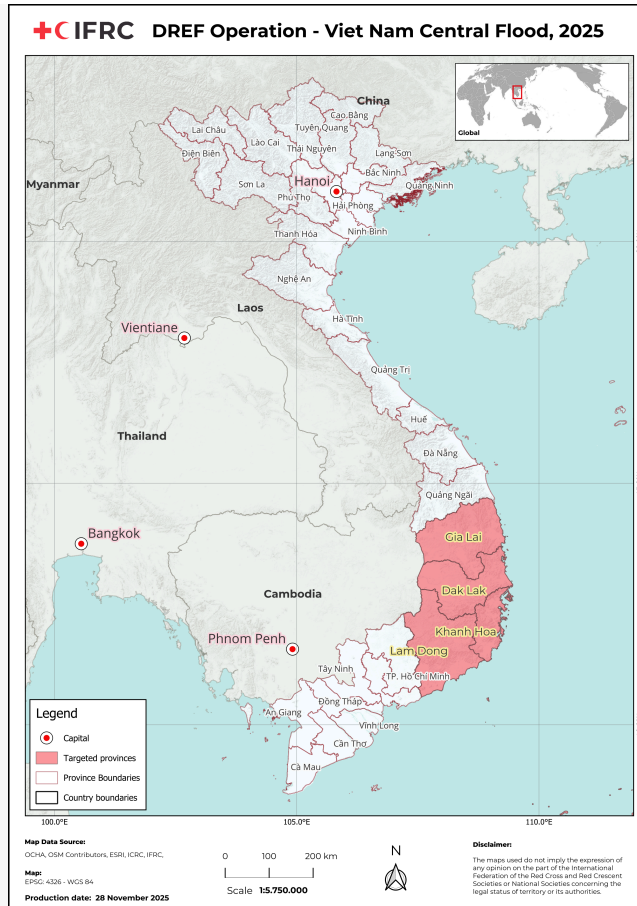 IFRC DREF Operation - Viet Nam Central Flood, 2025
Global
China
Cao Bằng
Lai Châu
Tuyên Quang
Lào Cai
Thái Nguyên
Điện Biên
Lạng Sơn
Bắc Ninh
Myanmar
Sơn La
Hanoi
Quảng Ninh
Phú Thọ
Hải Phòng
Thanh Hóa
Ninh Bình
Nghệ An
Laos
Hà Tĩnh
Vientiane
Quảng Trị
Thailand
Huế
Đà Nẵng
Quảng Ngãi
Bangkok
Gia Lai
Cambodia
Dak Lak
Phnom Penh
Khanh Hoa
Lam Dong
Tây Ninh
TP. Hồ Chí Minh
Đồng Tháp
An Giang
Vĩnh Long
Cần Thơ
Cà Mau
Legend
Capital
Targeted provinces
Province Boundaries
Country boundaries
100.0°E 105.0°E 110.0°E
Map Data Source:
OCHA, OSM Contributors, ESRI, ICRC, IFRC,
Map:
EPSG: 4326 - WGS 84
Production date: 28 November 2025
0 100 200 km
Scale 1:5.750.000
N
Disclaimer:
The maps used do not imply the expression of
any opinion on the part of the International
Federation of the Red Cross and Red Crescent
Societies or National Societies concerning the
legal status of territory or its authorities.